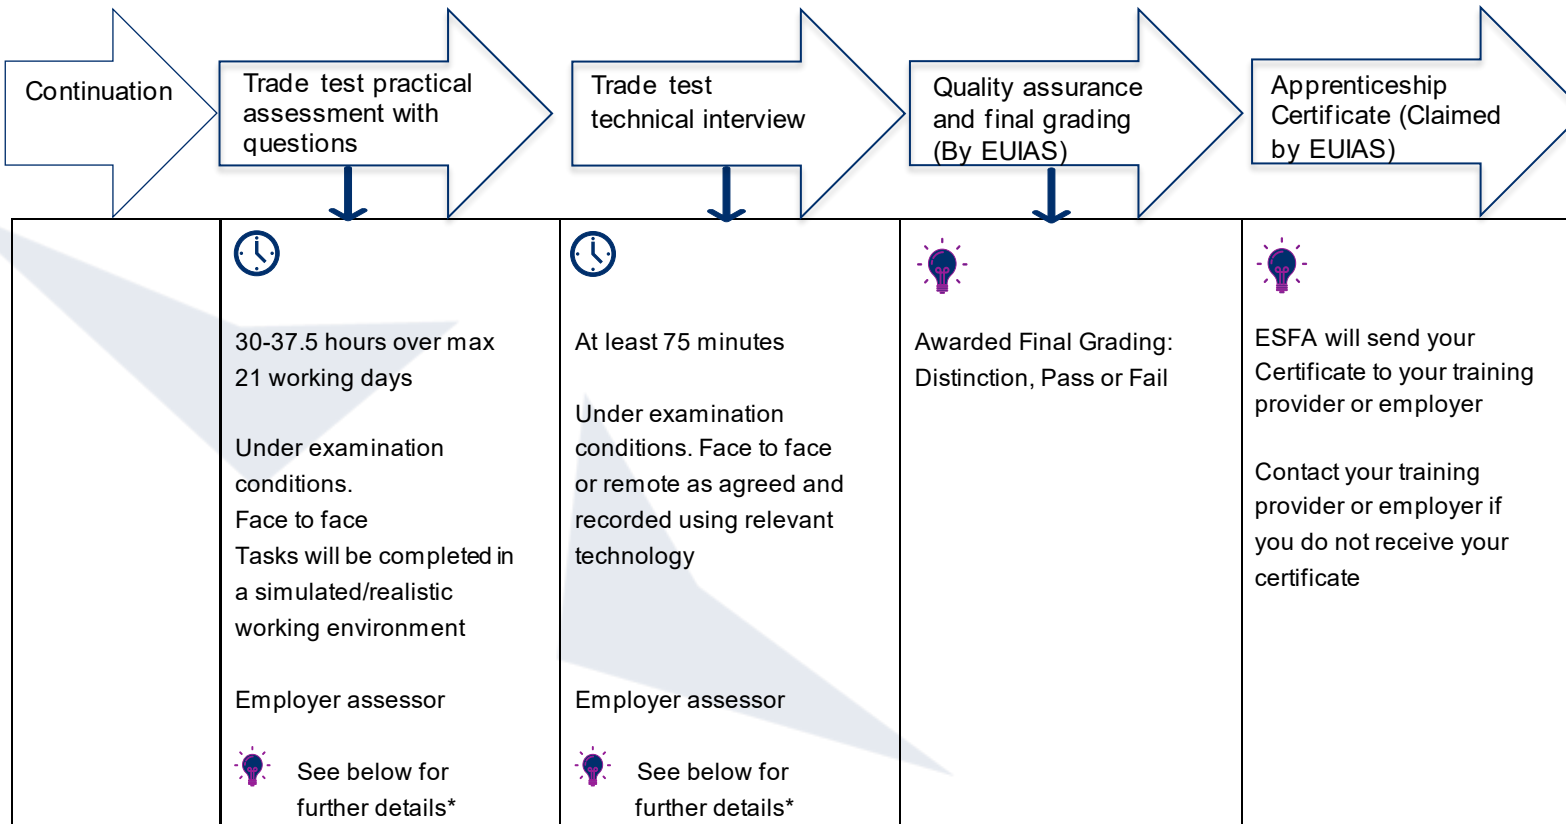 Continuation
Trade test practical
assessment with
questions
Trade test
technical interview
Quality assurance
and final grading
(By EUIAS)
Apprenticeship
Certificate (Claimed
by EUIAS)
30-37.5 hours over max
21 working days
Under examination
conditions.
Face to face
Tasks will be completed in
a simulated/realistic
working environment
Employer assessor
See below for
further details*
At least 75 minutes
Under examination
conditions. Face to face
or remote as agreed and
recorded using relevant
technology
Employer assessor
See below for
further details*
Awarded Final Grading:
Distinction, Pass or Fail
ESFA will send your
Certificate to your training
provider or employer
Contact your training
provider or employer if
you do not receive your
certificate